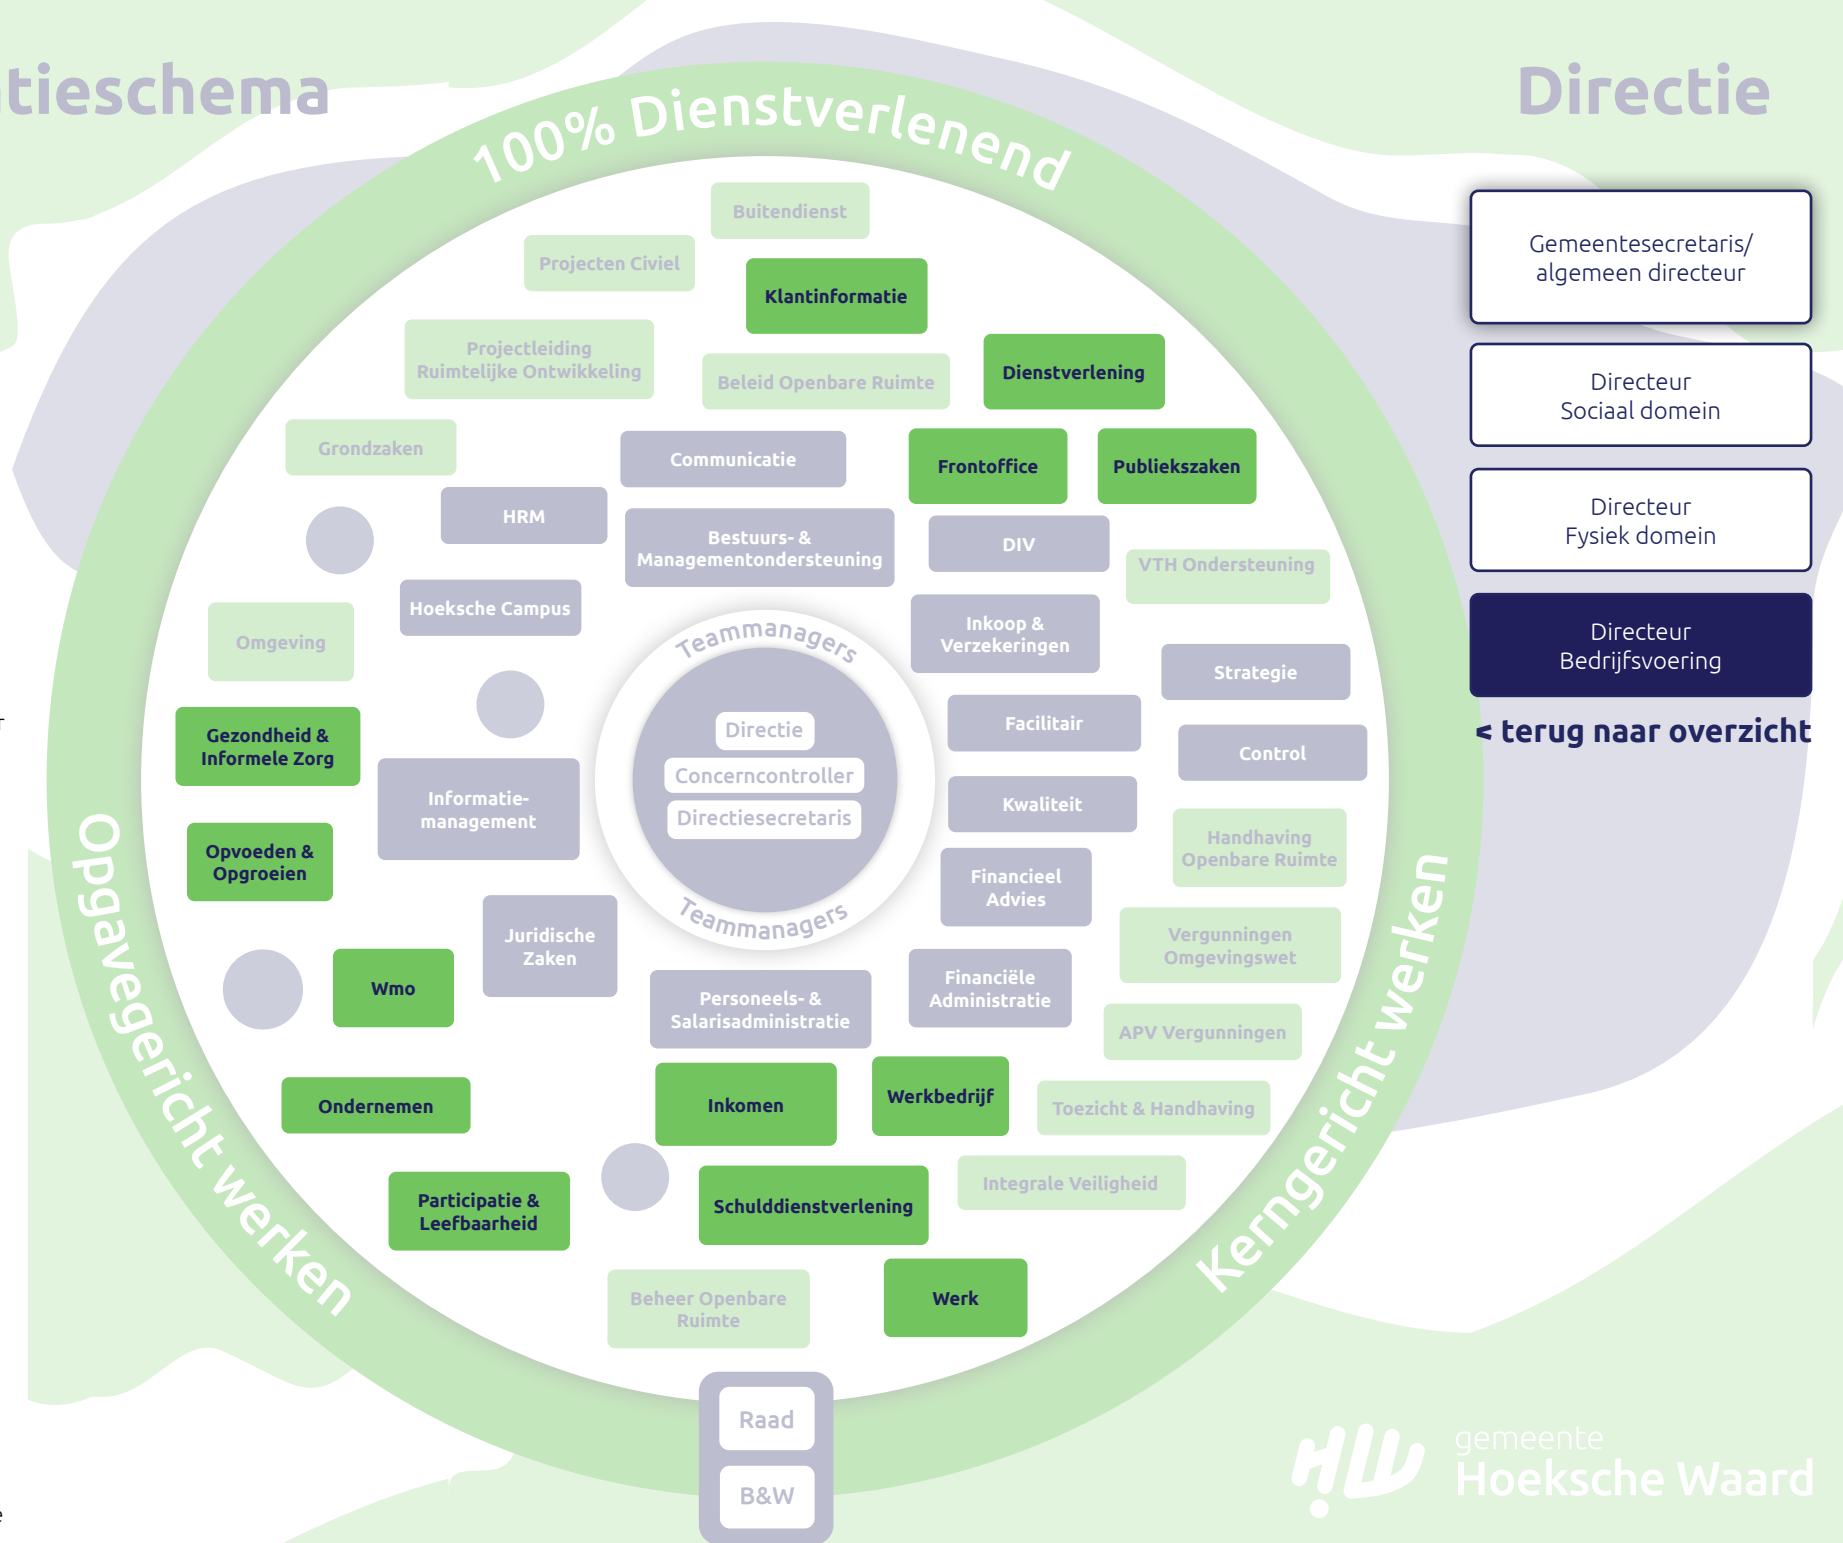 tieschema
Directie
100% Dienstverlenend
Opgavegericht werken
Kerngericht werken
Buitendienst
Projecten Civiel
Klantinformatie
Projectleiding
Ruimtelijke Ontwikkeling
Beleid Openbare Ruimte
Dienstverlening
Grondzaken
Communicatie
Frontoffice
Publiekszaken
HRM
Bestuurs- &
Managementondersteuning
DIV
VTH Ondersteuning
Hoeksche Campus
Inkoop &
Verzekeringen
Omgeving
Strategie
Gezondheid &
Informele Zorg
Facilitair
Control
Informatie-
management
Kwaliteit
Handhaving
Openbare Ruimte
Opvoeden &
Opgroeien
Financieel
Advies
Juridische
Zaken
Vergunningen
Omgevingswet
Wmo
Personeels- &
Salarisadministratie
Financiële
Administratie
APV Vergunningen
Ondernemen
Inkomen
Werkbedrijf
Toezicht & Handhaving
Participatie &
Leefbaarheid
Schulddienstverlening
Integrale Veiligheid
Beheer Openbare
Ruimte
Werk
Teammanagers
Directie
Concerncontroller
Directiesecretaris
Teammanagers
Raad
B&W
Gemeentesecretaris/
algemeen directeur
Directeur
Sociaal domein
Directeur
Fysiek domein
Directeur
Bedrijfsvoering
< terug naar overzicht
r
e
gemeente
Hoeksche Waard